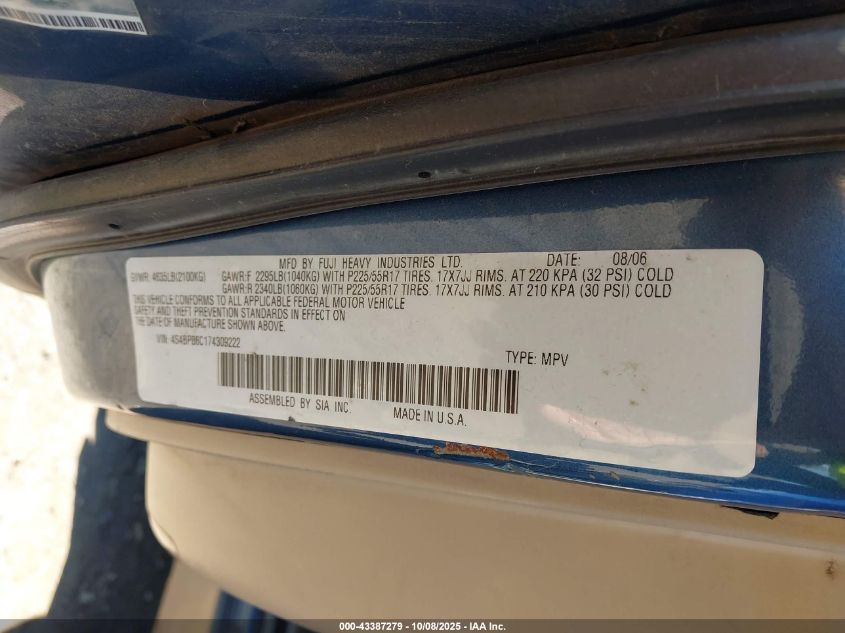 MFD BY FUJI HEAVY INDUSTRIES LTD. DATE: 08/06
GVWR 4635LB(2100KG) GAWR:F 2295LB(1040KG) WITH P225/55R17 TIRES, 17X7JJ RIMS, AT 220 KPA (32 PSI) COLD
GAWR:R 2340LB(1060KG) WITH P225/55R17 TIRES, 17X7JJ RIMS, AT 210 KPA (30 PSI) COLD
THIS VEHICLE CONFORMS TO ALL APPLICABLE FEDERAL MOTOR VEHICLE
SAFETY AND THEFT PREVENTION STANDARDS IN EFFECT ON
THE DATE OF MANUFACTURE SHOWN ABOVE.
VIN: 4S4BP86C174309222 TYPE: MPV
ASSEMBLED BY SIA INC. MADE IN U.S.A.
000-43387279 - 10/08/2025 - IAA Inc.